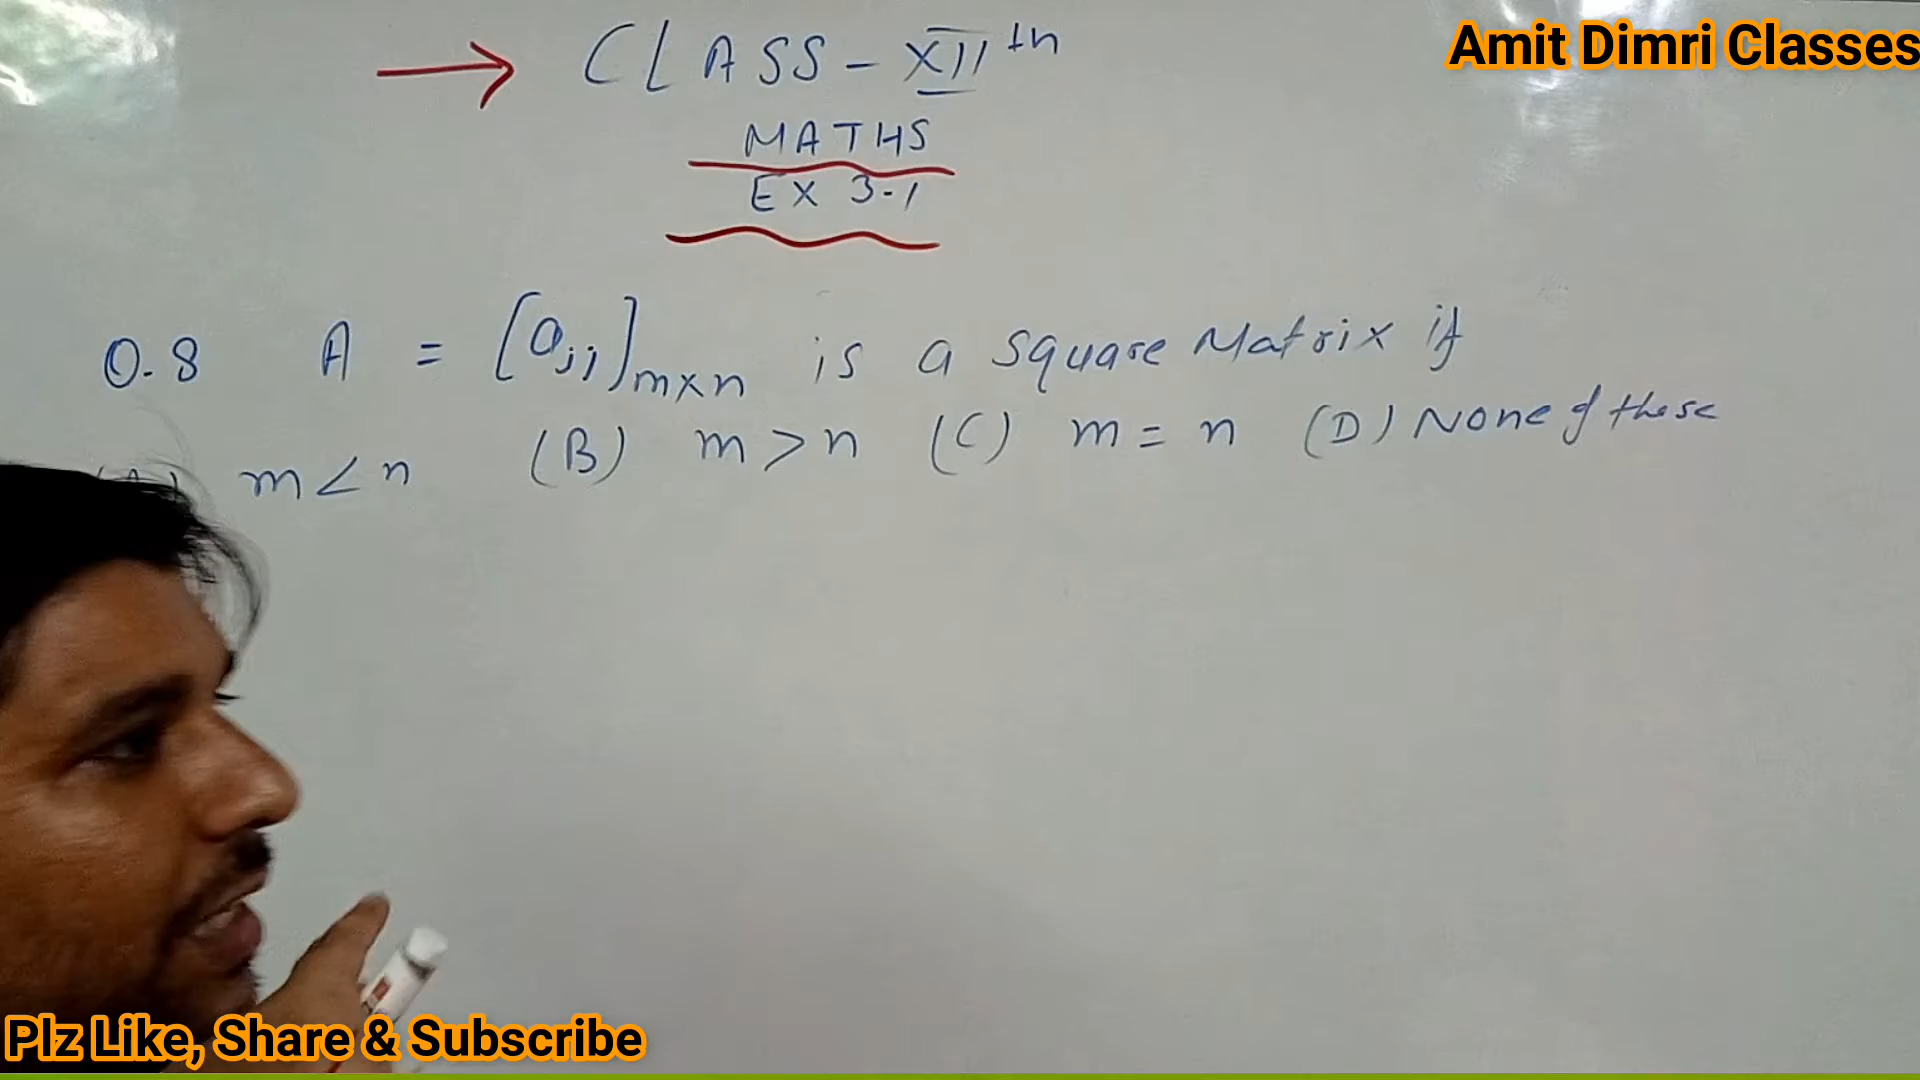 Amit Dimri Classes
CLASS - XII th
MATHS
EX 3.1
Q.8 A = [aij]m×n is a square Matrix if
(A) m < n (B) m > n (C) m = n (D) None of these
Plz Like, Share & Subscribe